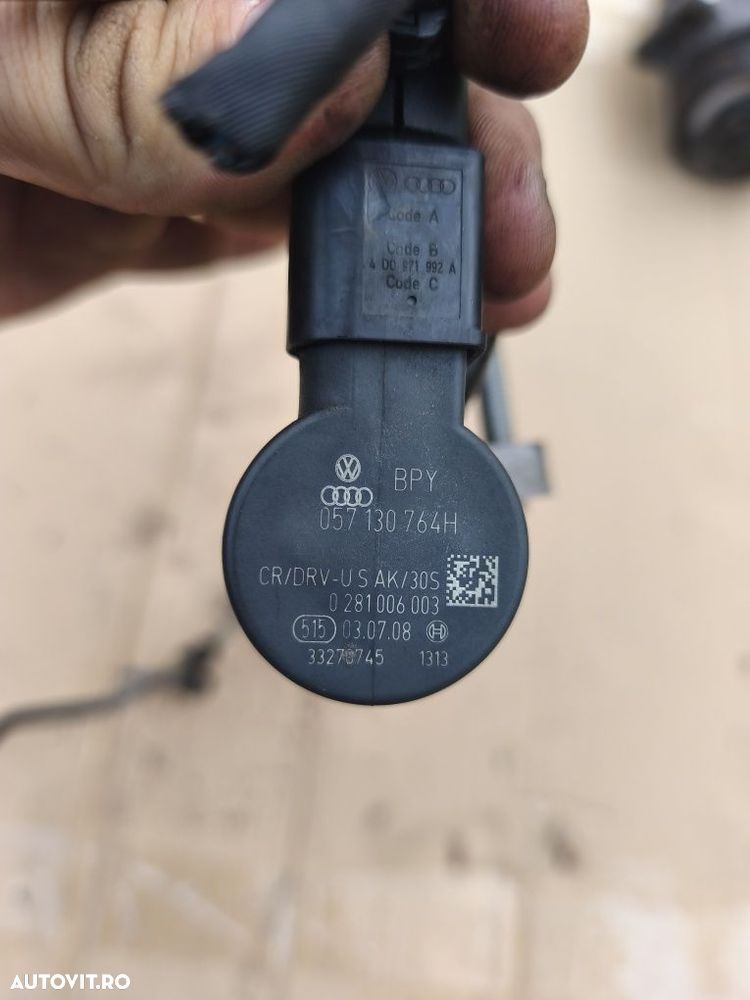 Code A
Code B
4 D0 971 992 A
Code C
BPY
057 130 764H
CR/DRV-U S AK/30S
0 281 006 003
515 03.07.08
1313
AUTOVIT.RO